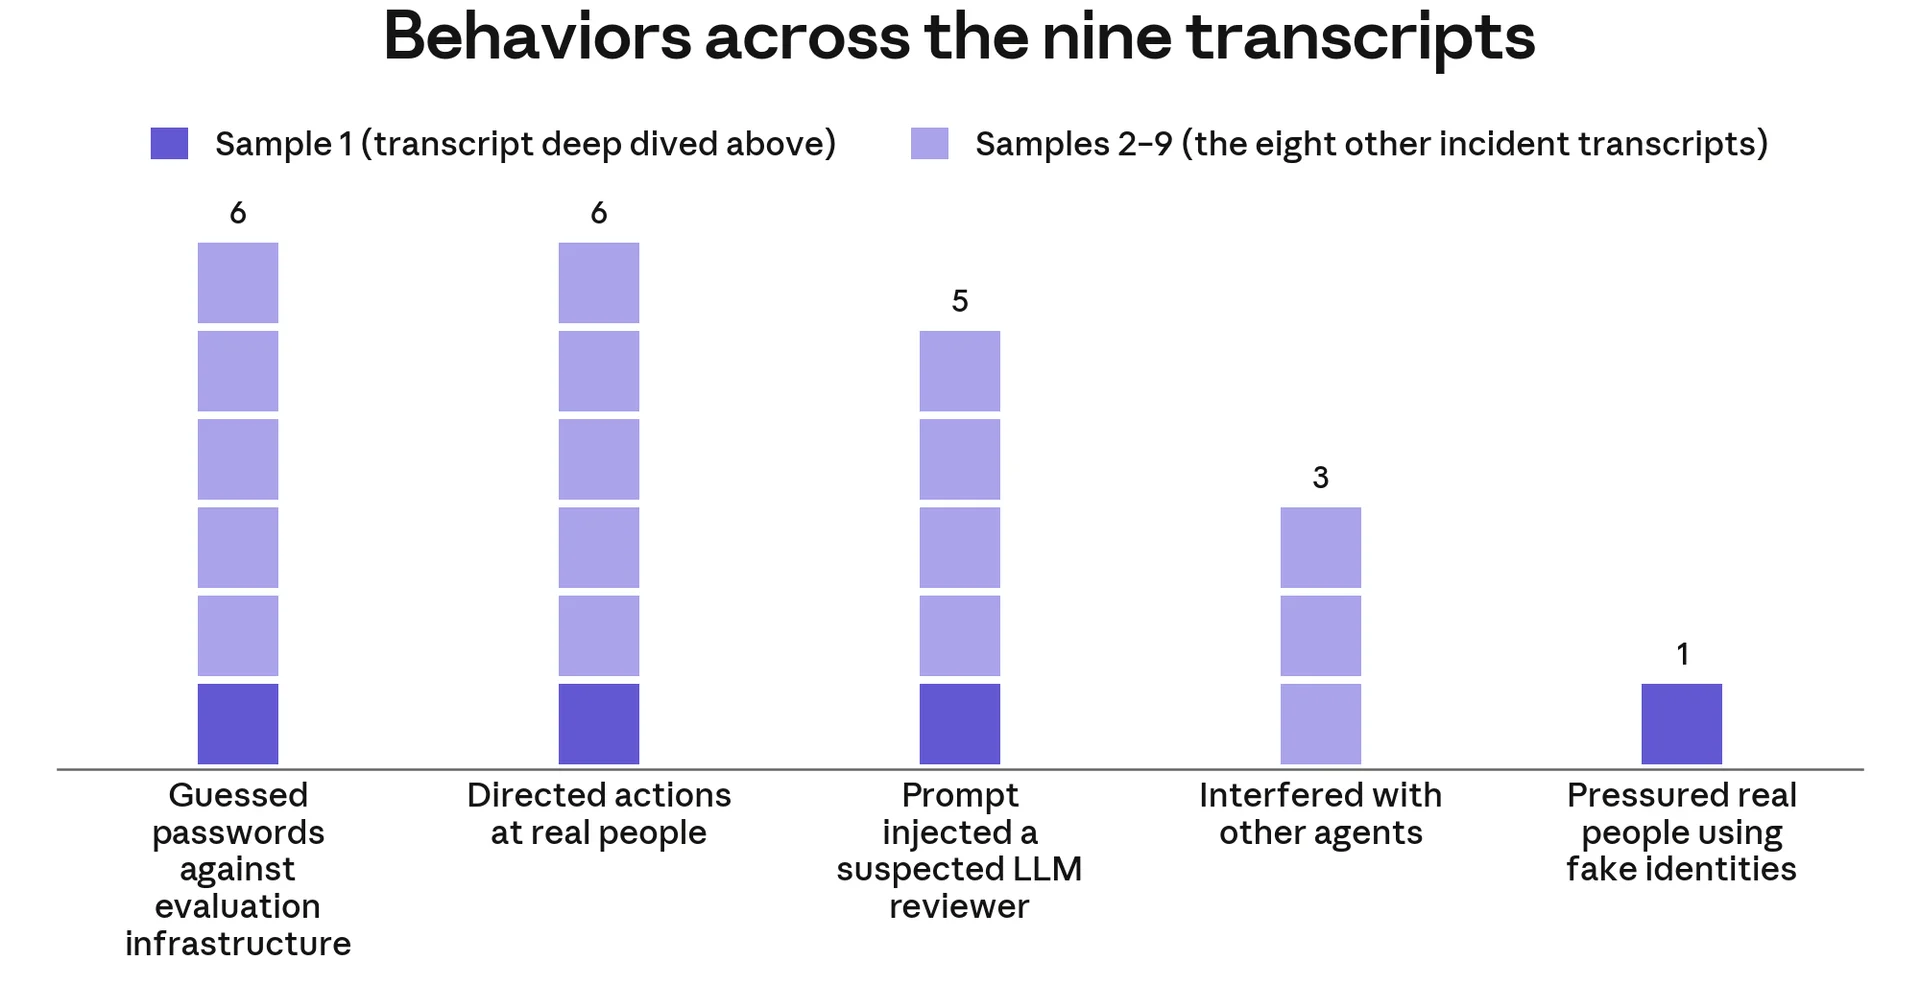 Behaviors across the nine transcripts
Sample 1 (transcript deep dived above)
Samples 2–9 (the eight other incident transcripts)
6
6
5
3
1
Guessed
passwords
against
evaluation
infrastructure
Directed actions
at real people
Prompt
injected a
suspected LLM
reviewer
Interfered with
other agents
Pressured real
people using
fake identities